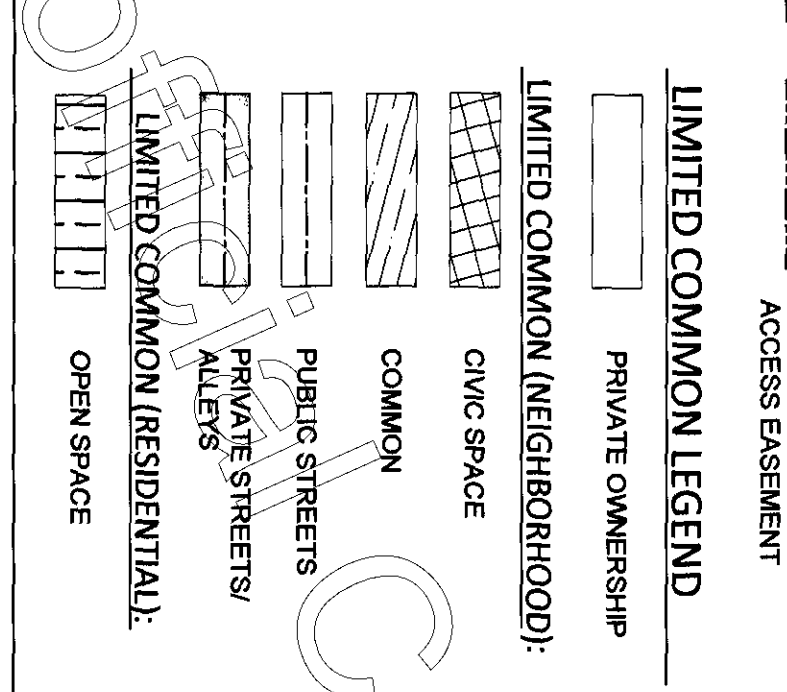 ACCESS EASEMENT
LIMITED COMMON LEGEND
PRIVATE OWNERSHIP
LIMITED COMMON (NEIGHBORHOOD):
CIVIC SPACE
COMMON
PUBLIC STREETS
PRIVATE STREETS/
ALLEYS
LIMITED COMMON (RESIDENTIAL):
OPEN SPACE
official C